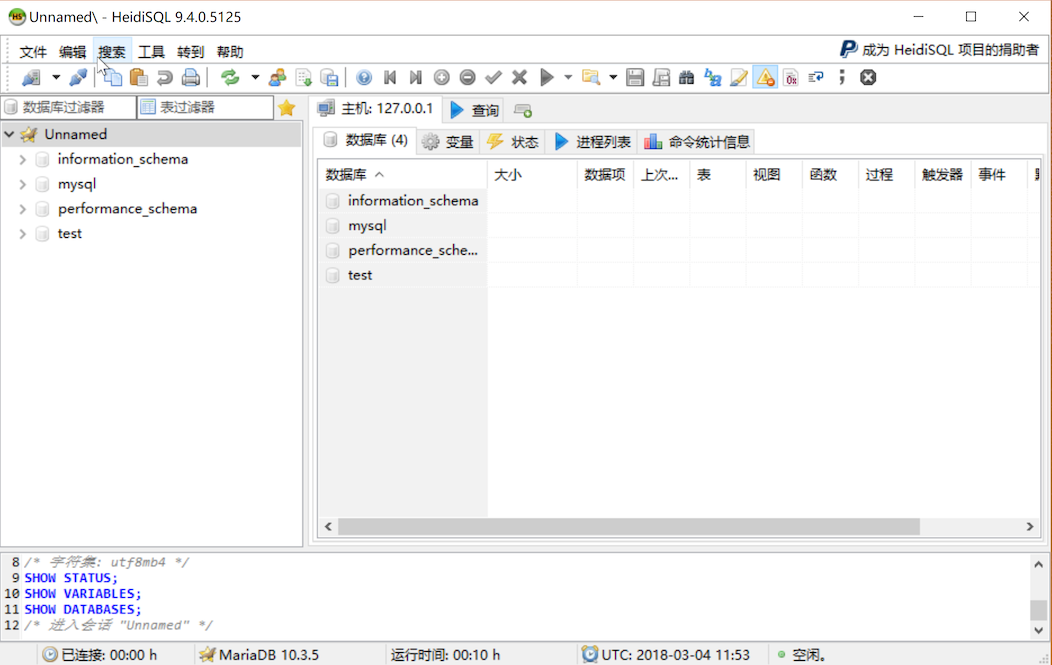 Unnamed\ - HeidiSQL 9.4.0.5125
文件 编辑 搜索 工具 转到 帮助
成为 HeidiSQL 项目的捐助者
数据库过滤器 表过滤器
主机: 127.0.0.1 查询
Unnamed
information_schema
mysql
performance_schema
test
数据库 (4) 变量 状态 进程列表 命令统计信息
数据库 大小 数据项 上次... 表 视图 函数 过程 触发器 事件
information_schema
mysql
performance_sche...
test
8 /* 字符集: utf8mb4 */
9 SHOW STATUS;
10 SHOW VARIABLES;
11 SHOW DATABASES;
12 /* 进入会话 "Unnamed" */
已连接: 00:00 h MariaDB 10.3.5 运行时间: 00:10 h UTC: 2018-03-04 11:53 空闲。